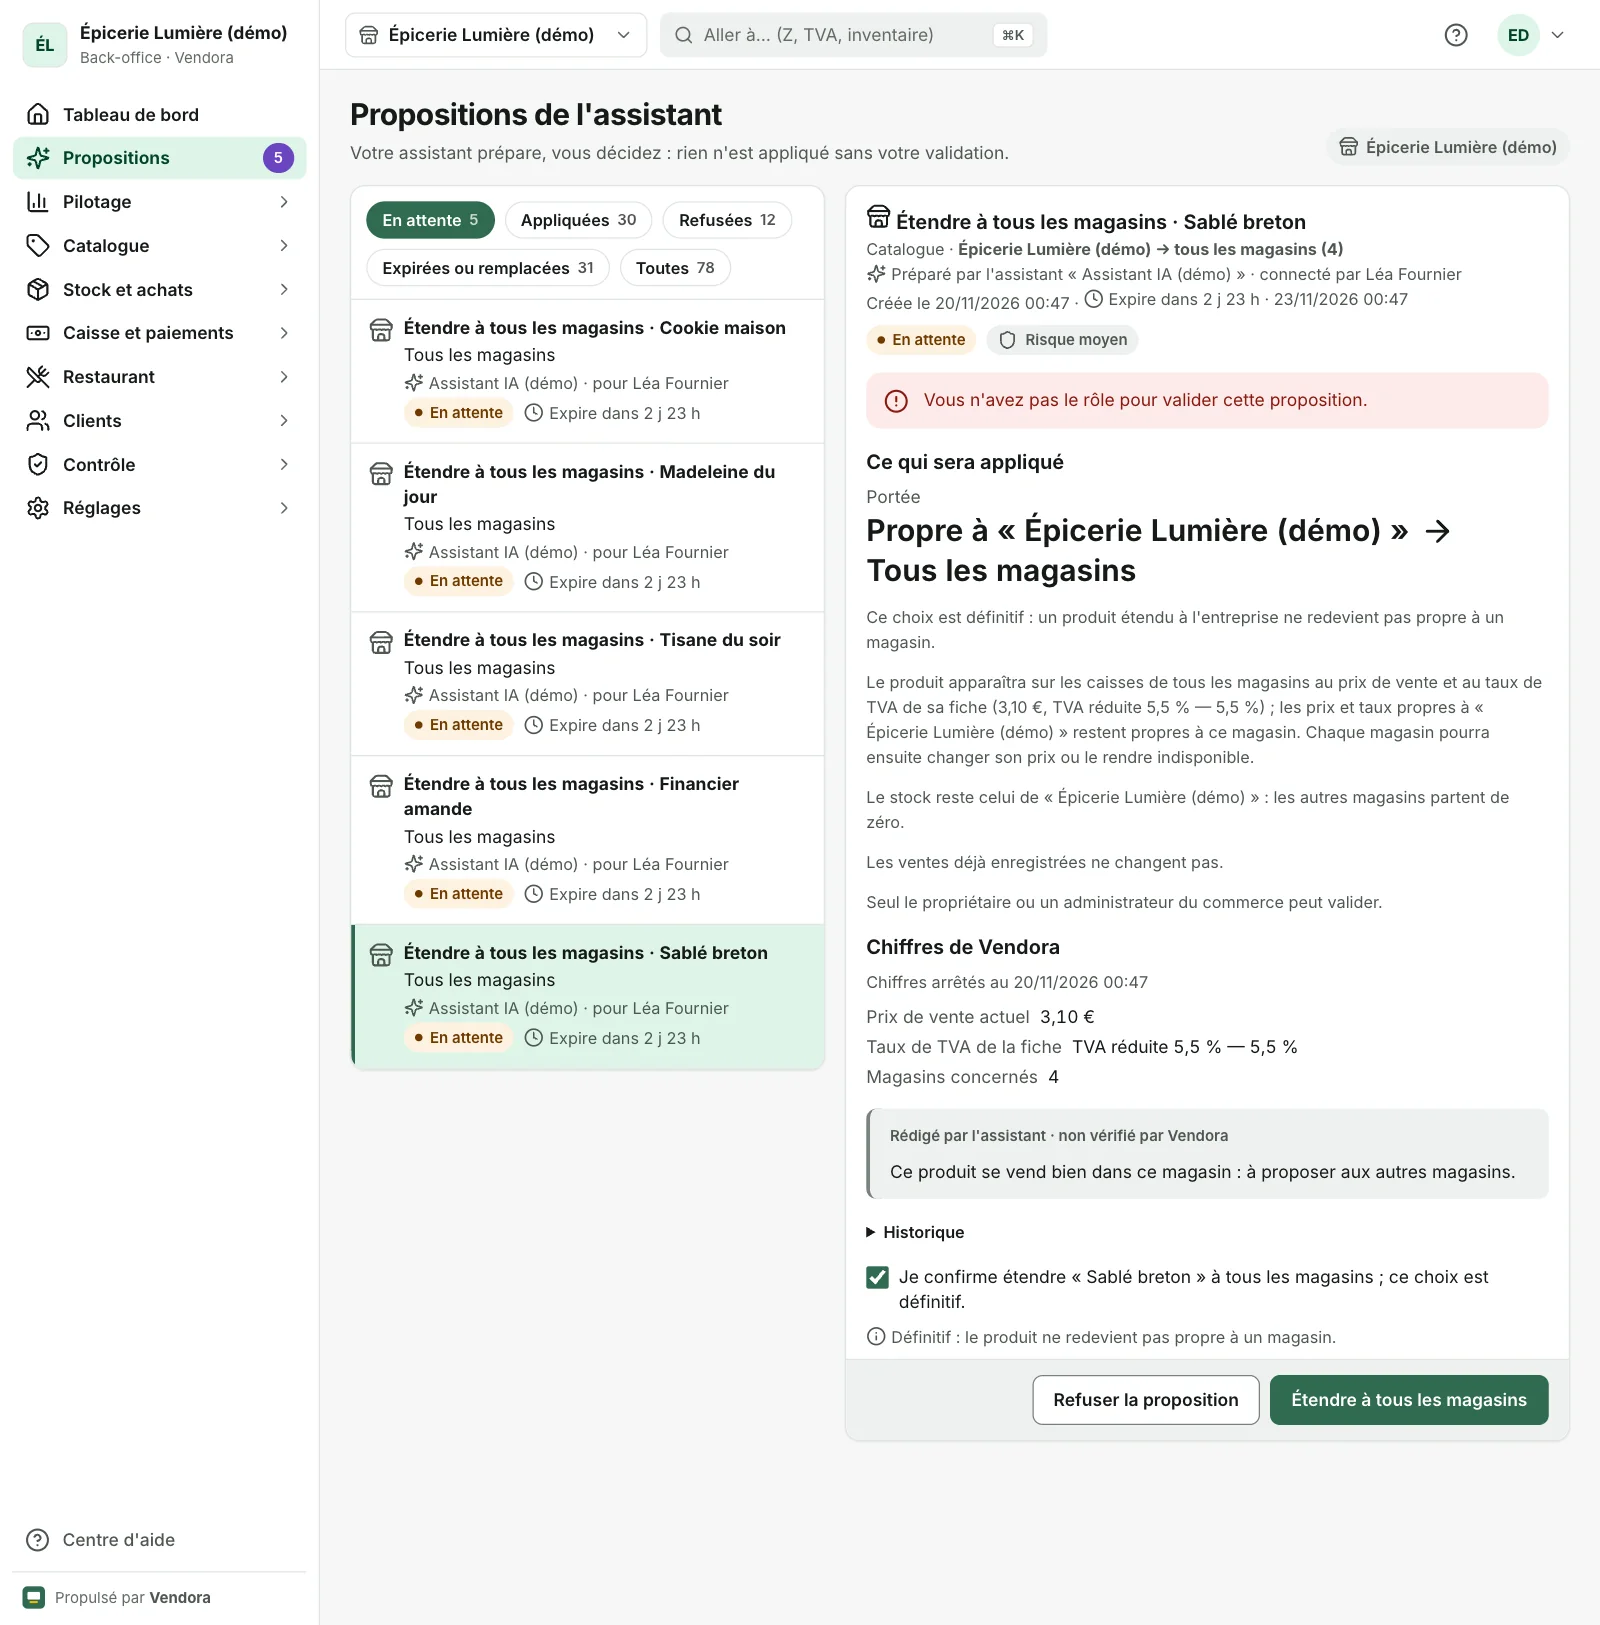 ÉL
Épicerie Lumière (démo)
Back-office · Vendora
Tableau de bord
Propositions 5
Pilotage
Catalogue
Stock et achats
Caisse et paiements
Restaurant
Clients
Contrôle
Réglages
Centre d'aide
Propulsé par Vendora
Épicerie Lumière (démo)
Aller à... (Z, TVA, inventaire) ⌘K
ED
Propositions de l'assistant
Votre assistant prépare, vous décidez : rien n'est appliqué sans votre validation.
Épicerie Lumière (démo)
En attente 5 Appliquées 30 Refusées 12
Expirées ou remplacées 31 Toutes 78
Étendre à tous les magasins · Cookie maison
Tous les magasins
Assistant IA (démo) · pour Léa Fournier
En attente Expire dans 2 j 23 h
Étendre à tous les magasins · Madeleine du
jour
Tous les magasins
Assistant IA (démo) · pour Léa Fournier
En attente Expire dans 2 j 23 h
Étendre à tous les magasins · Tisane du soir
Tous les magasins
Assistant IA (démo) · pour Léa Fournier
En attente Expire dans 2 j 23 h
Étendre à tous les magasins · Financier
amande
Tous les magasins
Assistant IA (démo) · pour Léa Fournier
En attente Expire dans 2 j 23 h
Étendre à tous les magasins · Sablé breton
Tous les magasins
Assistant IA (démo) · pour Léa Fournier
En attente Expire dans 2 j 23 h
Étendre à tous les magasins · Sablé breton
Catalogue · Épicerie Lumière (démo) → tous les magasins (4)
Préparé par l'assistant « Assistant IA (démo) » · connecté par Léa Fournier
Créée le 20/11/2026 00:47 · Expire dans 2 j 23 h · 23/11/2026 00:47
En attente Risque moyen
Vous n'avez pas le rôle pour valider cette proposition.
Ce qui sera appliqué
Portée
Propre à « Épicerie Lumière (démo) » →
Tous les magasins
Ce choix est définitif : un produit étendu à l'entreprise ne redevient pas propre à un
magasin.
Le produit apparaîtra sur les caisses de tous les magasins au prix de vente et au taux de
TVA de sa fiche (3,10 €, TVA réduite 5,5 % — 5,5 %) ; les prix et taux propres à «
Épicerie Lumière (démo) » restent propres à ce magasin. Chaque magasin pourra
ensuite changer son prix ou le rendre indisponible.
Le stock reste celui de « Épicerie Lumière (démo) » : les autres magasins partent de
zéro.
Les ventes déjà enregistrées ne changent pas.
Seul le propriétaire ou un administrateur du commerce peut valider.
Chiffres de Vendora
Chiffres arrêtés au 20/11/2026 00:47
Prix de vente actuel 3,10 €
Taux de TVA de la fiche TVA réduite 5,5 % — 5,5 %
Magasins concernés 4
Rédigé par l'assistant · non vérifié par Vendora
Ce produit se vend bien dans ce magasin : à proposer aux autres magasins.
Historique
Je confirme étendre « Sablé breton » à tous les magasins ; ce choix est
définitif.
Définitif : le produit ne redevient pas propre à un magasin.
Refuser la proposition Étendre à tous les magasins